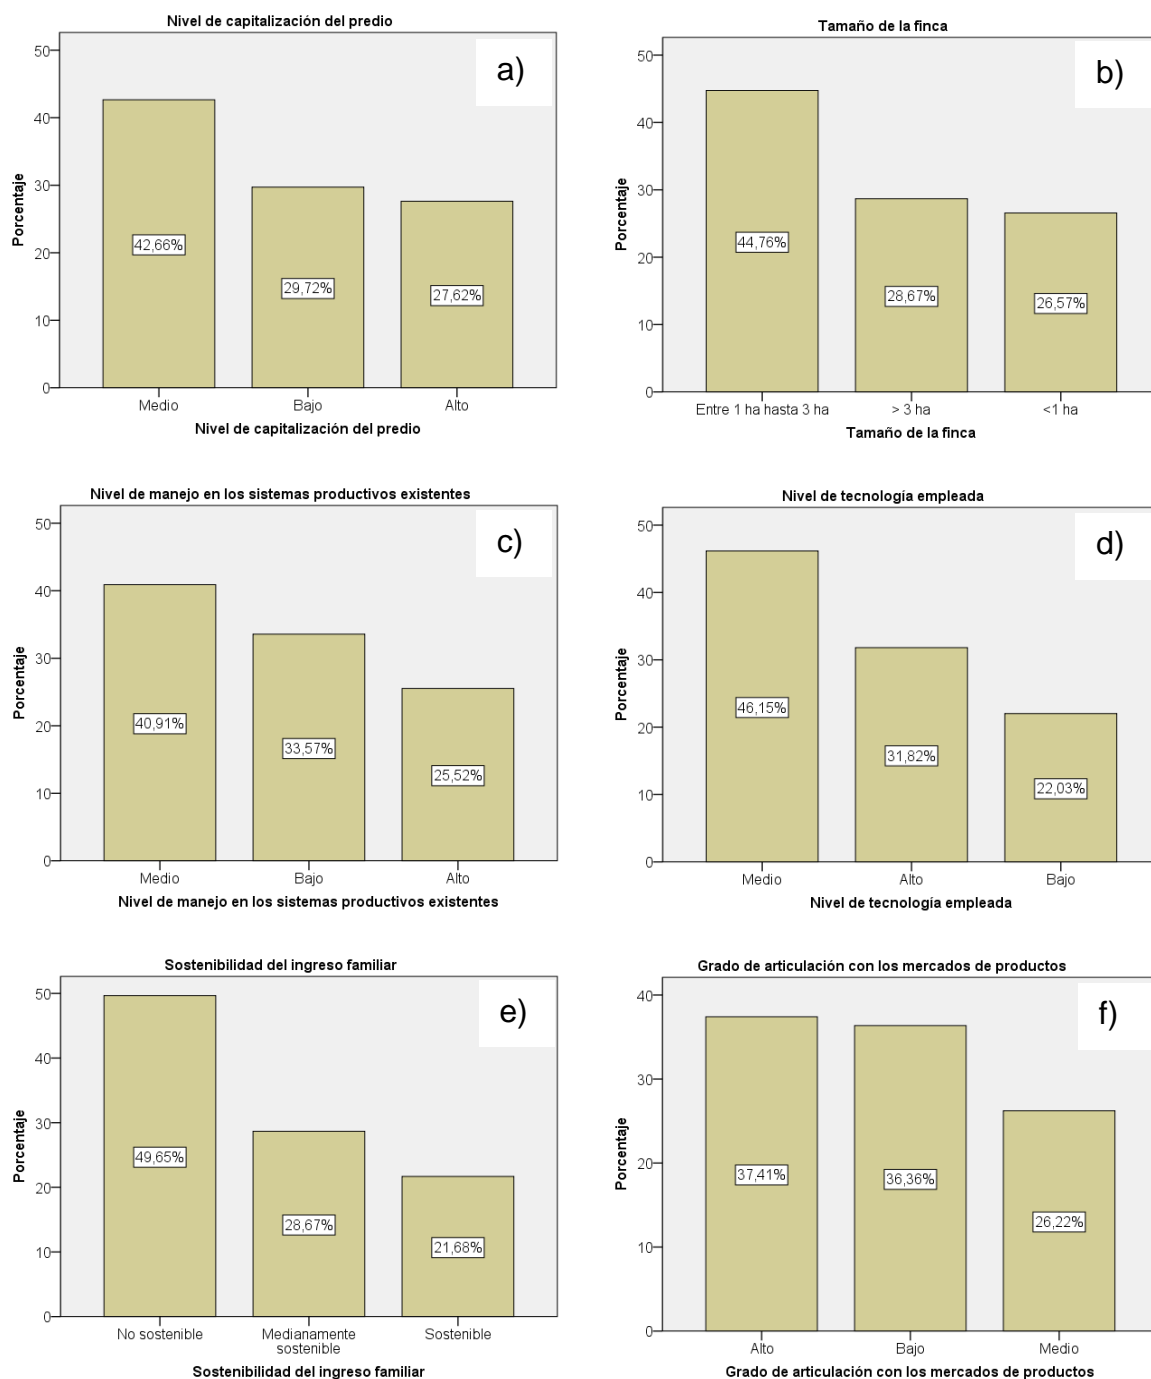 Nivel de capitalización del predio
a)
Porcentaje
50
40
30
20
10
0
42,66%
29,72%
27,62%
Medio
Bajo
Alto
Nivel de capitalización del predio
Tamaño de la finca
b)
Porcentaje
50
40
30
20
10
0
44,76%
28,67%
26,57%
Entre 1 ha hasta 3 ha
> 3 ha
<1 ha
Tamaño de la finca
Nivel de manejo en los sistemas productivos existentes
c)
Porcentaje
50
40
30
20
10
0
40,91%
33,57%
25,52%
Medio
Bajo
Alto
Nivel de manejo en los sistemas productivos existentes
Nivel de tecnología empleada
d)
Porcentaje
50
40
30
20
10
0
46,15%
31,82%
22,03%
Medio
Alto
Bajo
Nivel de tecnología empleada
Sostenibilidad del ingreso familiar
e)
Porcentaje
50
40
30
20
10
0
49,65%
28,67%
21,68%
No sostenible
Medianamente
sostenible
Sostenible
Sostenibilidad del ingreso familiar
Grado de articulación con los mercados de productos
f)
Porcentaje
40
30
20
10
0
37,41%
36,36%
26,22%
Alto
Bajo
Medio
Grado de articulación con los mercados de productos